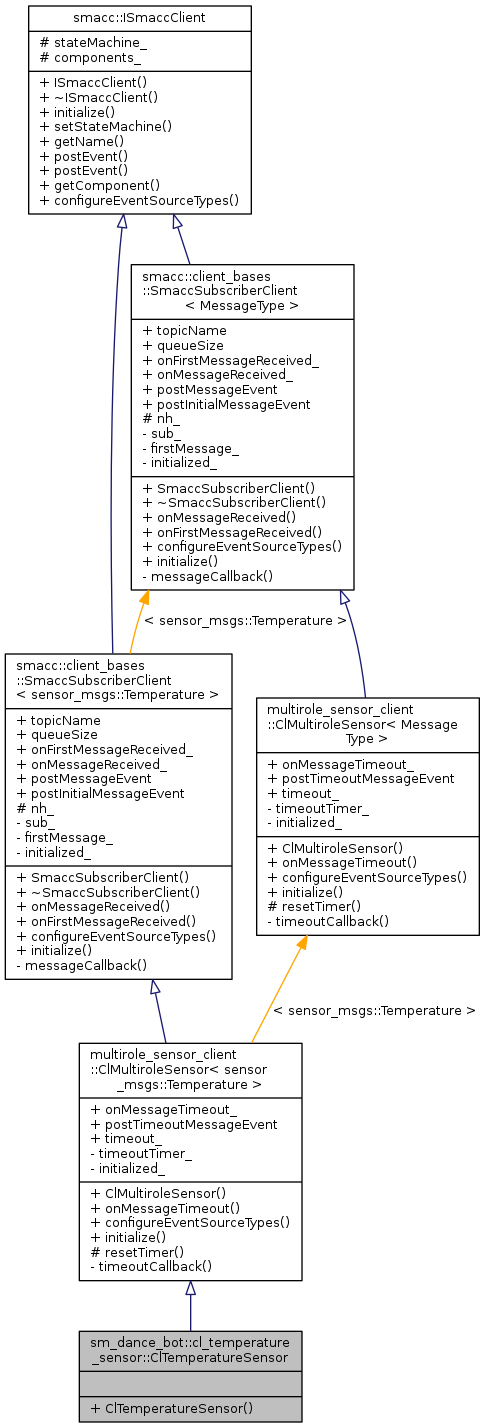 smacc::ISmaccClient
# stateMachine_
# components_
+ ISmaccClient()
+ ~ISmaccClient()
+ initialize()
+ setStateMachine()
+ getName()
+ postEvent()
+ postEvent()
+ getComponent()
+ configureEventSourceTypes()
smacc::client_bases
::SmaccSubscriberClient
< MessageType >
+ topicName
+ queueSize
+ onFirstMessageReceived_
+ onMessageReceived_
+ postMessageEvent
+ postInitialMessageEvent
# nh_
- sub_
- firstMessage_
- initialized_
+ SmaccSubscriberClient()
+ ~SmaccSubscriberClient()
+ onMessageReceived()
+ onFirstMessageReceived()
+ configureEventSourceTypes()
+ initialize()
- messageCallback()
< sensor_msgs::Temperature >
smacc::client_bases
::SmaccSubscriberClient
< sensor_msgs::Temperature >
+ topicName
+ queueSize
+ onFirstMessageReceived_
+ onMessageReceived_
+ postMessageEvent
+ postInitialMessageEvent
# nh_
- sub_
- firstMessage_
- initialized_
+ SmaccSubscriberClient()
+ ~SmaccSubscriberClient()
+ onMessageReceived()
+ onFirstMessageReceived()
+ configureEventSourceTypes()
+ initialize()
- messageCallback()
multirole_sensor_client
::ClMultiroleSensor< Message
Type >
+ onMessageTimeout_
+ postTimeoutMessageEvent
+ timeout_
- timeoutTimer_
- initialized_
+ ClMultiroleSensor()
+ onMessageTimeout()
+ configureEventSourceTypes()
+ initialize()
# resetTimer()
- timeoutCallback()
< sensor_msgs::Temperature >
multirole_sensor_client
::ClMultiroleSensor< sensor
_msgs::Temperature >
+ onMessageTimeout_
+ postTimeoutMessageEvent
+ timeout_
- timeoutTimer_
- initialized_
+ ClMultiroleSensor()
+ onMessageTimeout()
+ configureEventSourceTypes()
+ initialize()
# resetTimer()
- timeoutCallback()
sm_dance_bot::cl_temperature
_sensor::ClTemperatureSensor
+ ClTemperatureSensor()